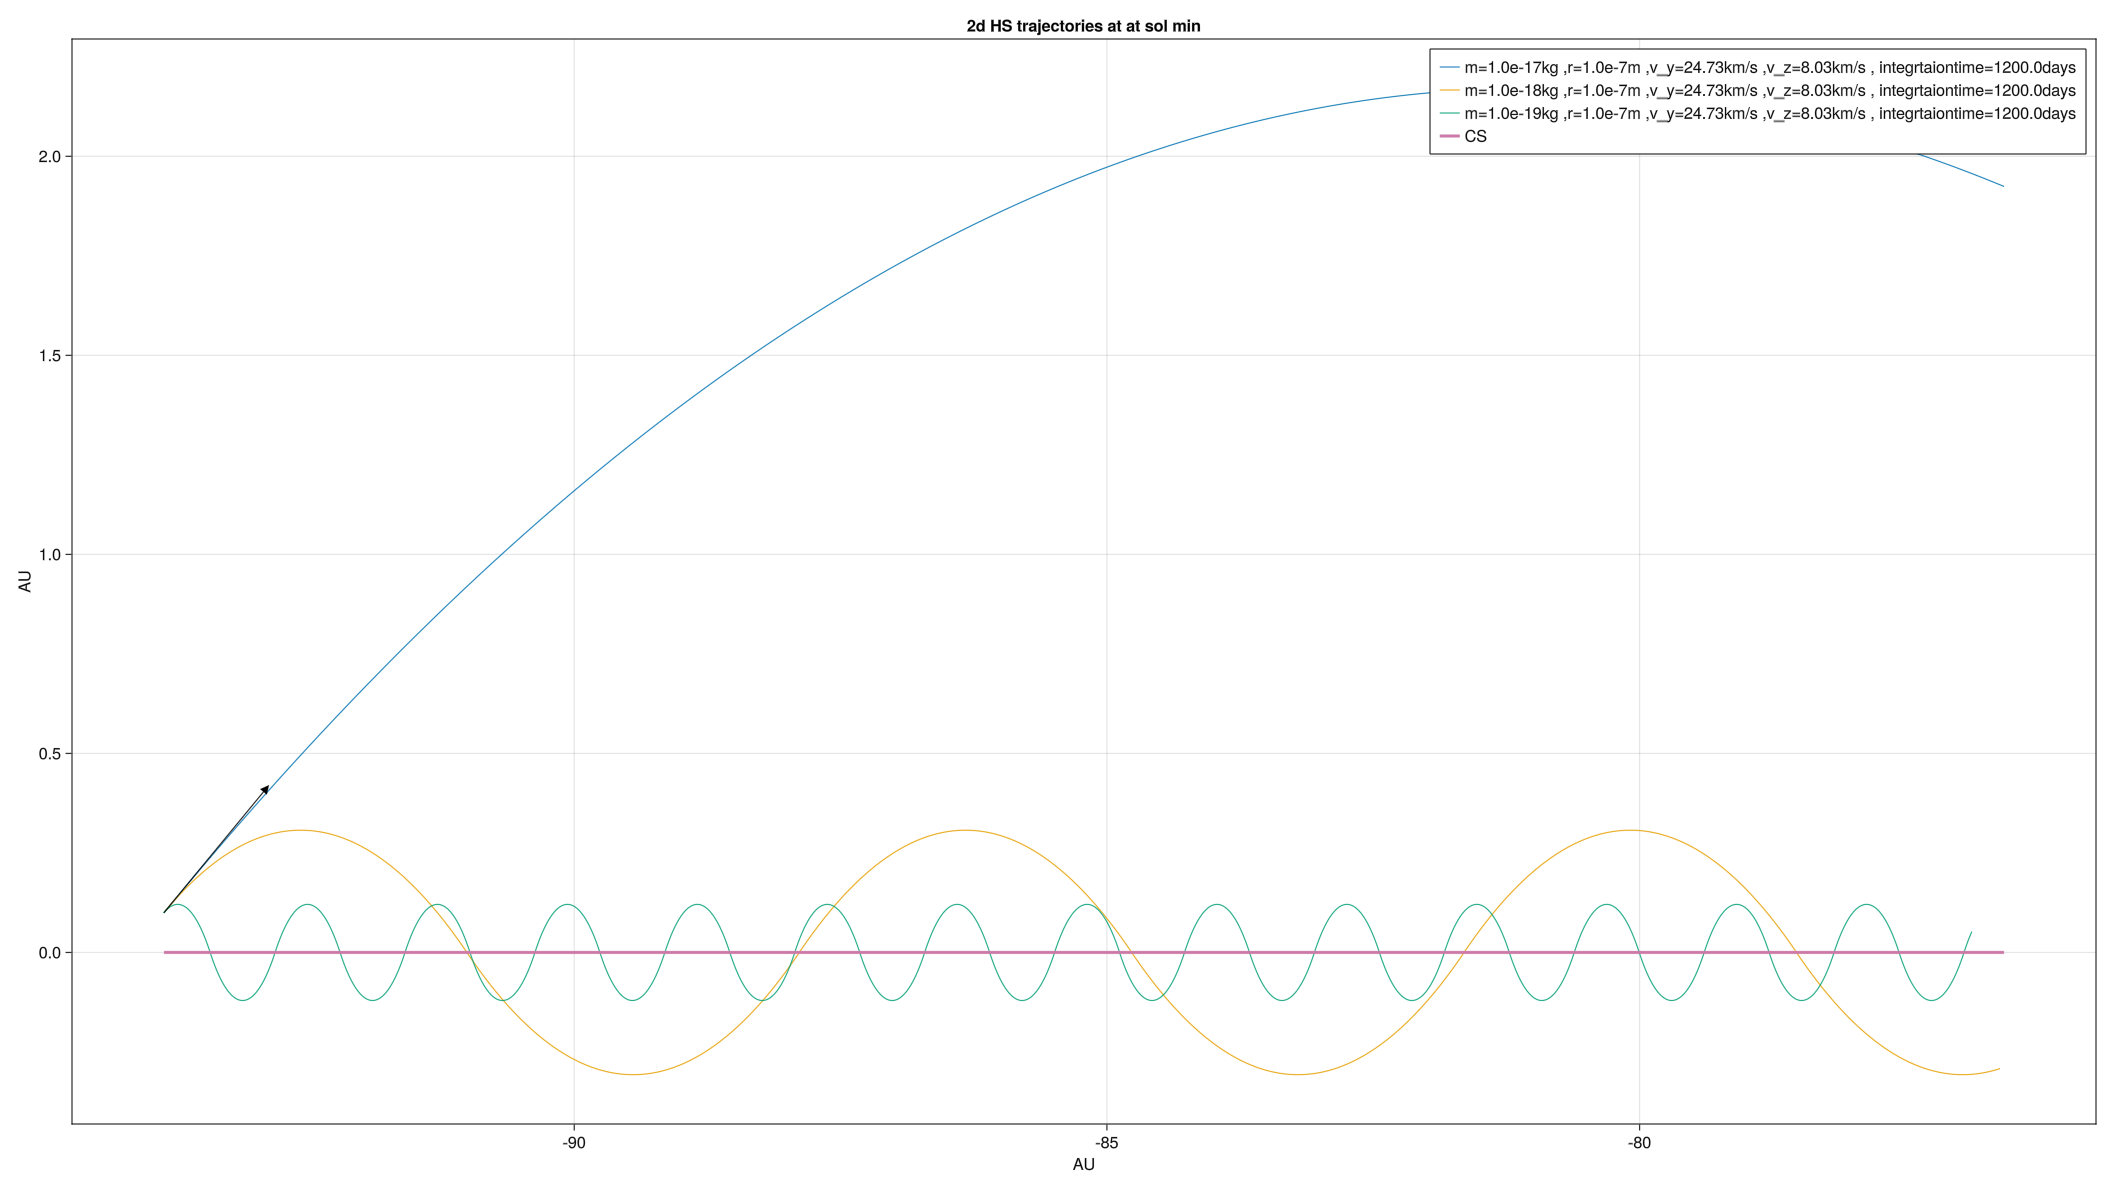 2d HS trajectories at at sol min
m=1.0e-17kg ,r=1.0e-7m ,v_y=24.73km/s ,v_z=8.03km/s , integrtaiontime=1200.0days
m=1.0e-18kg ,r=1.0e-7m ,v_y=24.73km/s ,v_z=8.03km/s , integrtaiontime=1200.0days
m=1.0e-19kg ,r=1.0e-7m ,v_y=24.73km/s ,v_z=8.03km/s , integrtaiontime=1200.0days
CS
2.0
1.5
1.0
AU
0.5
0.0
-90 -85 -80
AU